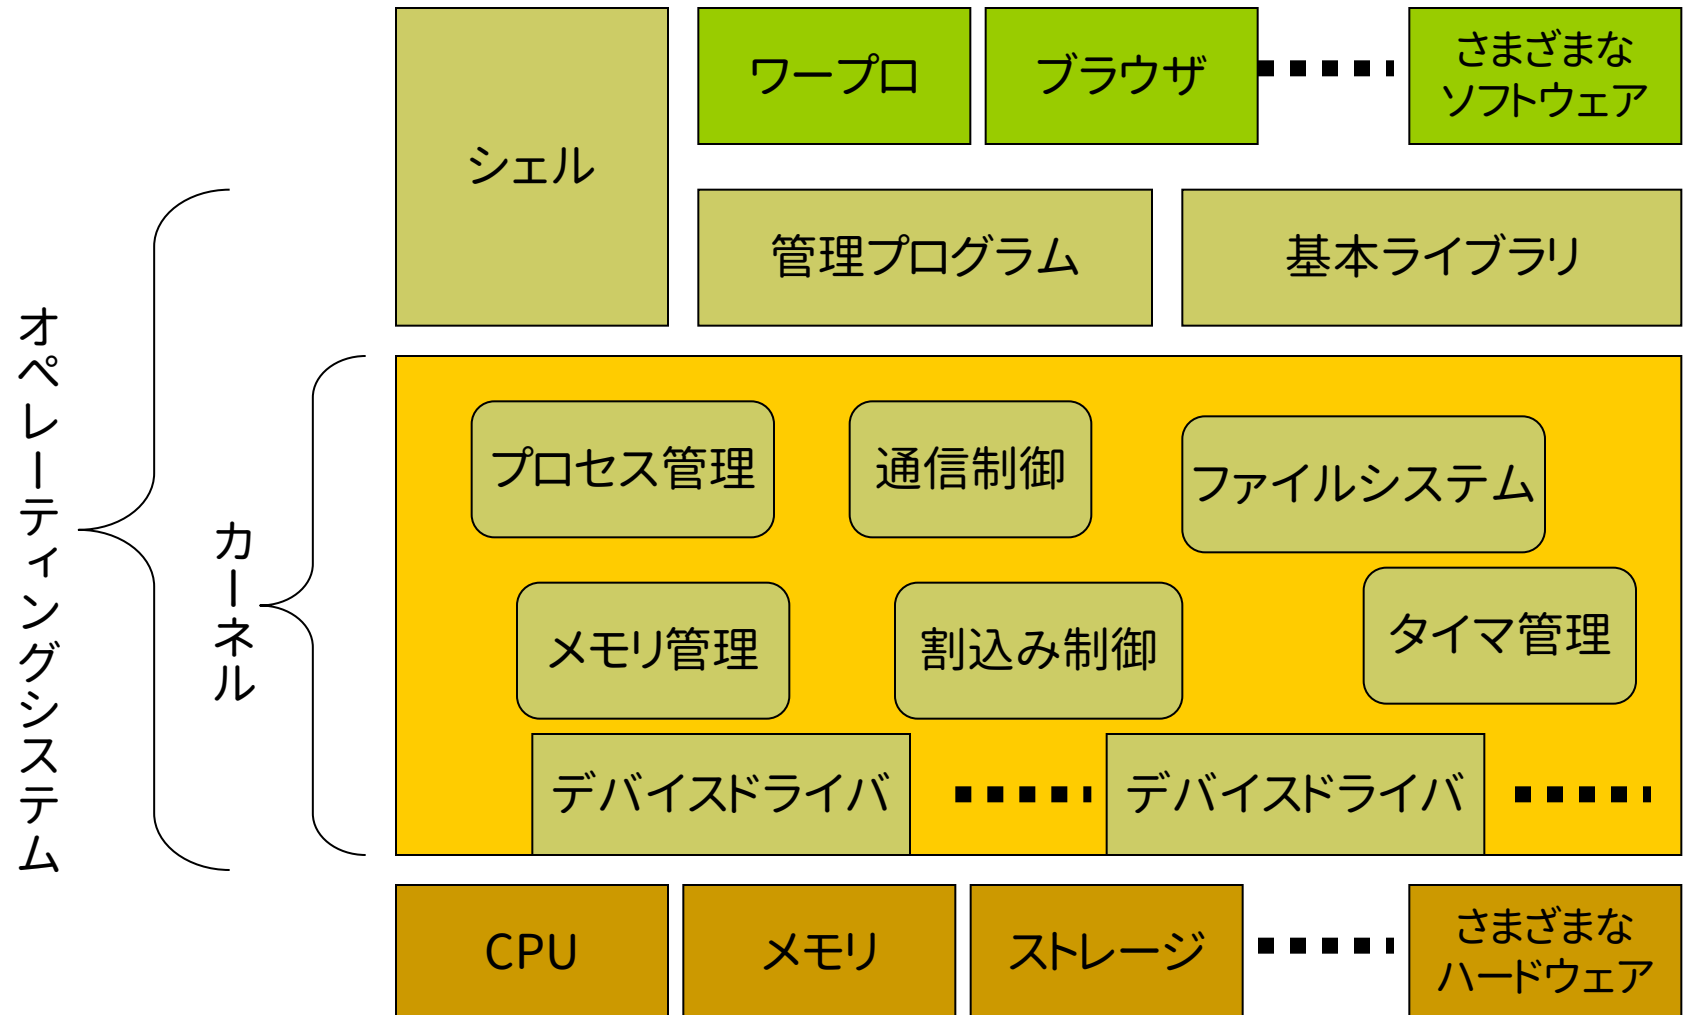 シェル
ワープロ
ブラウザ
さまざまな
ソフトウェア
管理プログラム
基本ライブラリ
オペレーティングシステム
カーネル
プロセス管理
通信制御
ファイルシステム
メモリ管理
割込み制御
タイマ管理
デバイスドライバ
デバイスドライバ
CPU
メモリ
ストレージ
さまざまな
ハードウェア